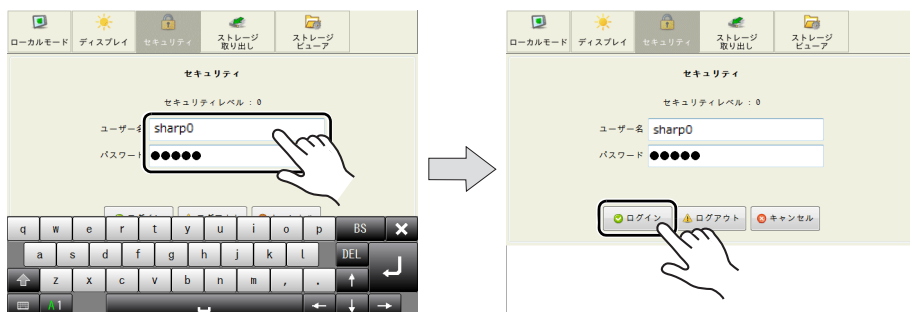 ローカルモード ディスプレイ セキュリティ ストレージ取り出し ストレージビューア
セキュリティ
セキュリティレベル : 0
ユーザー名 sharp0
パスワード ●●●●●
q w e r t y u i o p BS
a s d f g h j k l DEL
z x c v b n m , . ↑
A1 ← ↓ →
ローカルモード ディスプレイ セキュリティ ストレージ取り出し ストレージビューア
セキュリティ
セキュリティレベル : 0
ユーザー名 sharp0
パスワード ●●●●●
ログイン ログアウト キャンセル